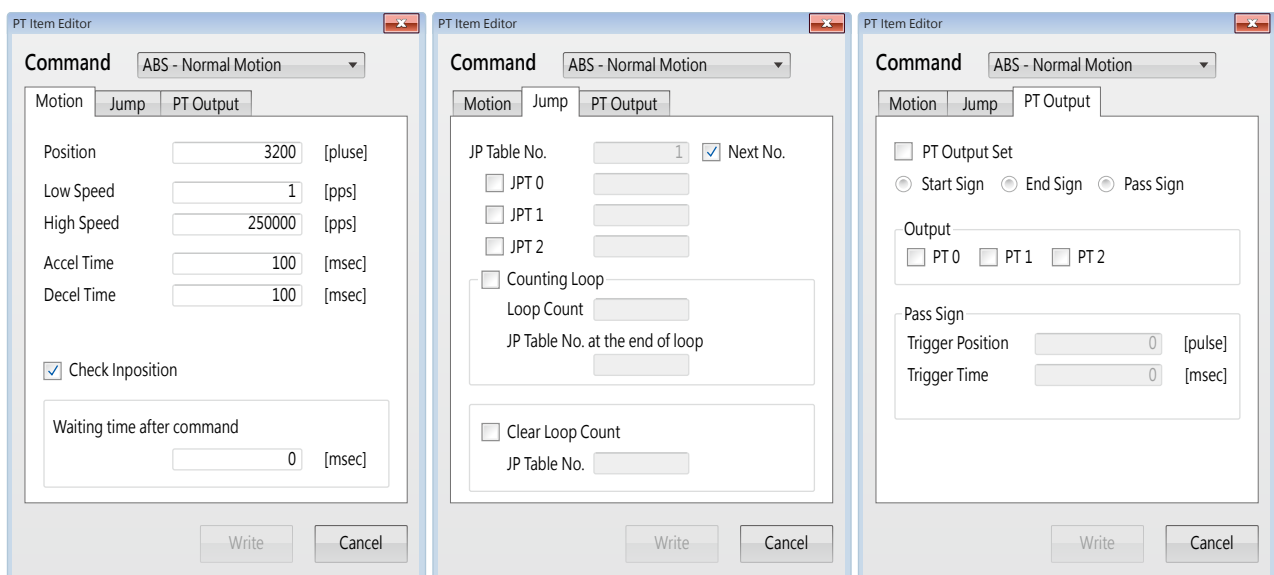 PT Item Editor
Command ABS - Normal Motion
Motion Jump PT Output
Position 3200 [pluse]
Low Speed 1 [pps]
High Speed 250000 [pps]
Accel Time 100 [msec]
Decel Time 100 [msec]
Check Inposition
Waiting time after command
0 [msec]
Write Cancel
PT Item Editor
Command ABS - Normal Motion
Motion Jump PT Output
JP Table No. 1 Next No.
JPT 0
JPT 1
JPT 2
Counting Loop
Loop Count
JP Table No. at the end of loop
Clear Loop Count
JP Table No.
Write Cancel
PT Item Editor
Command ABS - Normal Motion
Motion Jump PT Output
PT Output Set
Start Sign End Sign Pass Sign
Output
PT 0 PT 1 PT 2
Pass Sign
Trigger Position 0 [pulse]
Trigger Time 0 [msec]
Write Cancel